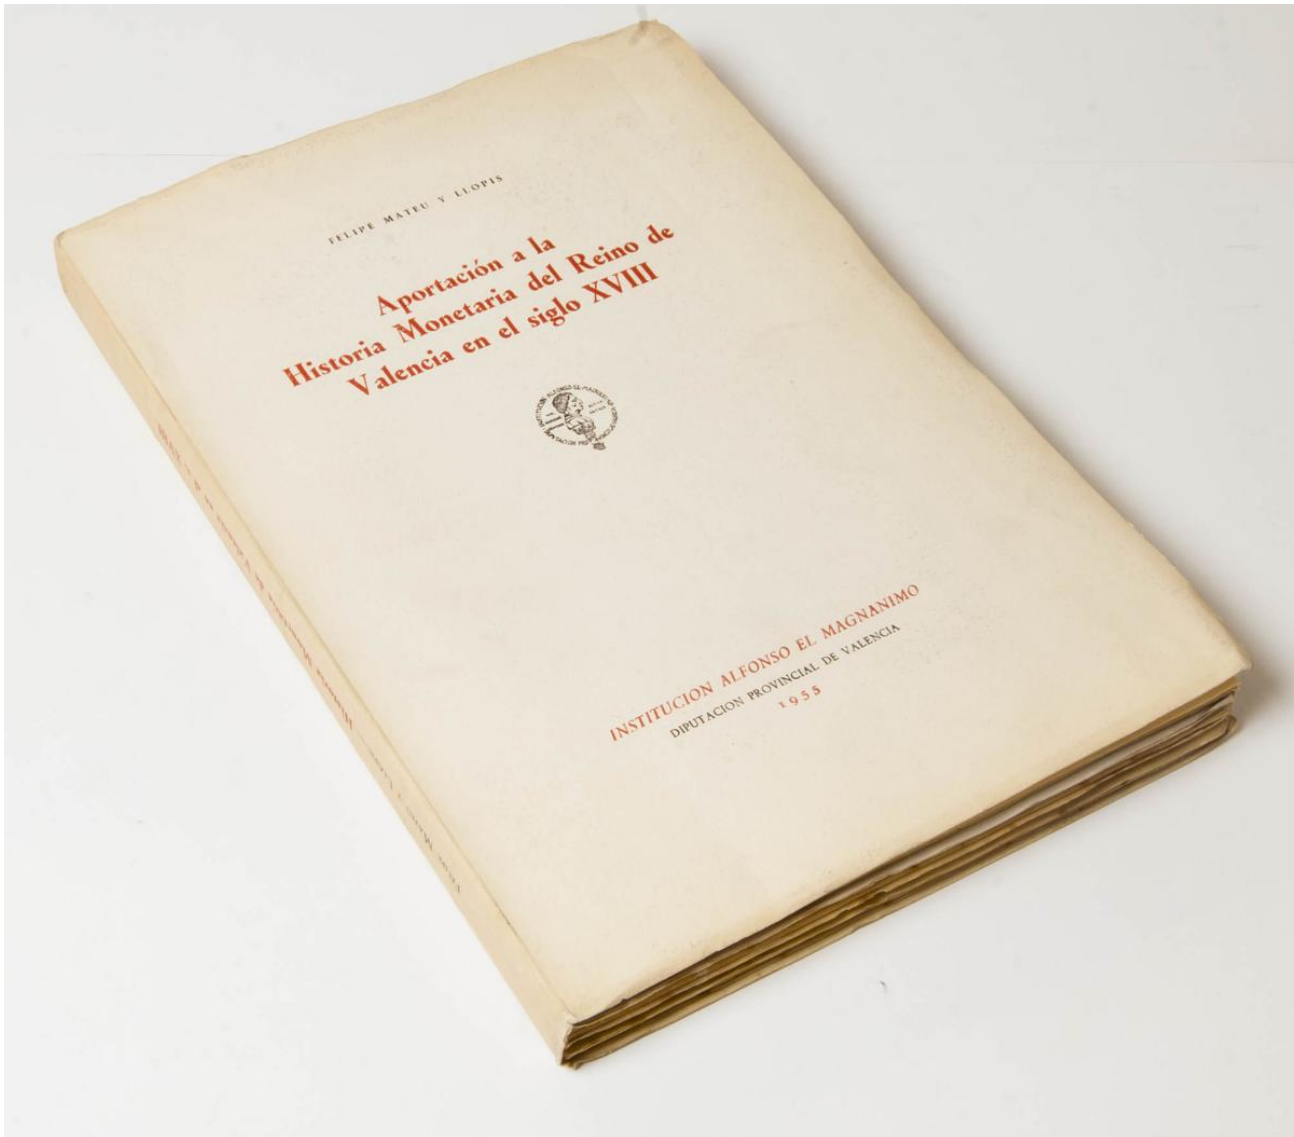 FELIPE MATEU Y LLOPIS
Aportación a la
Historia Monetaria del Reino de
Valencia en el siglo XVIII
INSTITUCION ALFONSO EL MAGNANIMO
DIPUTACION PROVINCIAL DE VALENCIA
1955